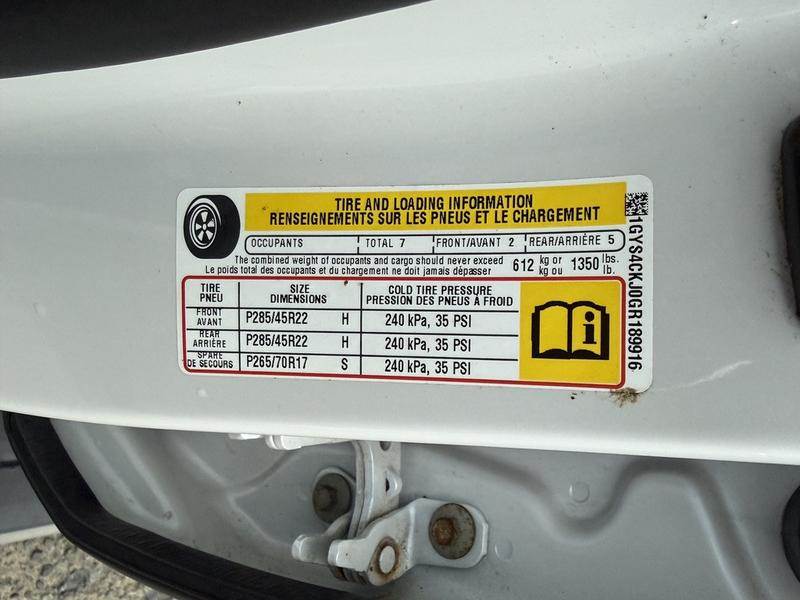 TIRE AND LOADING INFORMATION
RENSEIGNEMENTS SUR LES PNEUS ET LE CHARGEMENT
OCCUPANTS TOTAL 7 FRONT/AVANT 2 REAR/ARRIÈRE 5
The combined weight of occupants and cargo should never exceed 612 kg or 1350 lbs.
Le poids total des occupants et du chargement ne doit jamais dépasser kg ou lb.
TIRE SIZE COLD TIRE PRESSURE
PNEU DIMENSIONS PRESSION DES PNEUS À FROID
FRONT
AVANT P285/45R22 H 240 kPa, 35 PSI
REAR
ARRIÈRE P285/45R22 H 240 kPa, 35 PSI
SPARE
DE SECOURS P265/70R17 S 240 kPa, 35 PSI
i
1GYS4CKJ0GR189916